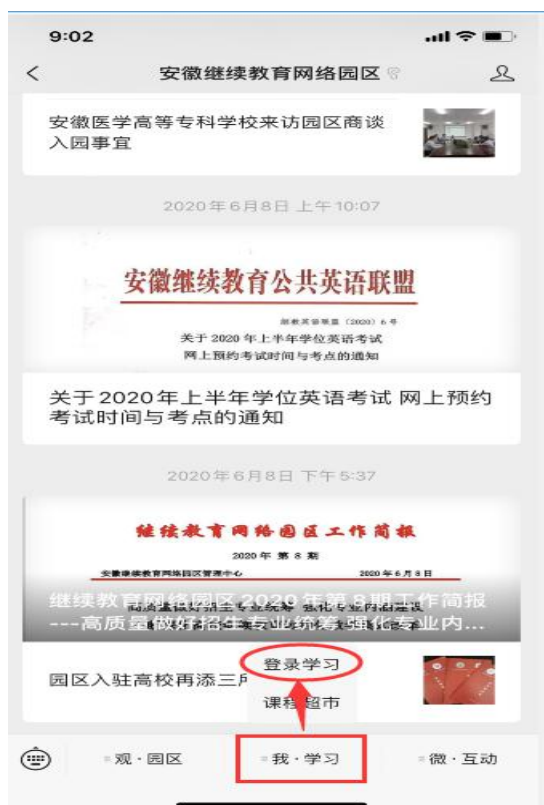 9:02
安徽继续教育网络园区
安徽医学高等专科学校来访园区商谈
入园事宜
2020年6月8日 上午10:07
安徽继续教育公共英语联盟
继教英语联盟（2020）6号
关于 2020 年上半年学位英语考试
网上预约考试时间与考点的通知
关于2020年上半年学位英语考试 网上预约
考试时间与考点的通知
2020年6月8日 下午5:37
继续教育网络园区工作简报
2020年 第 8 期
安徽继续教育网络园区管理中心 2020年6月8日
继续教育网络园区2020年第8期工作简报
---高质量做好招生专业统筹 强化专业内...
登录学习
园区入驻高校再添三所
课程超市
观·园区 我·学习 微·互动